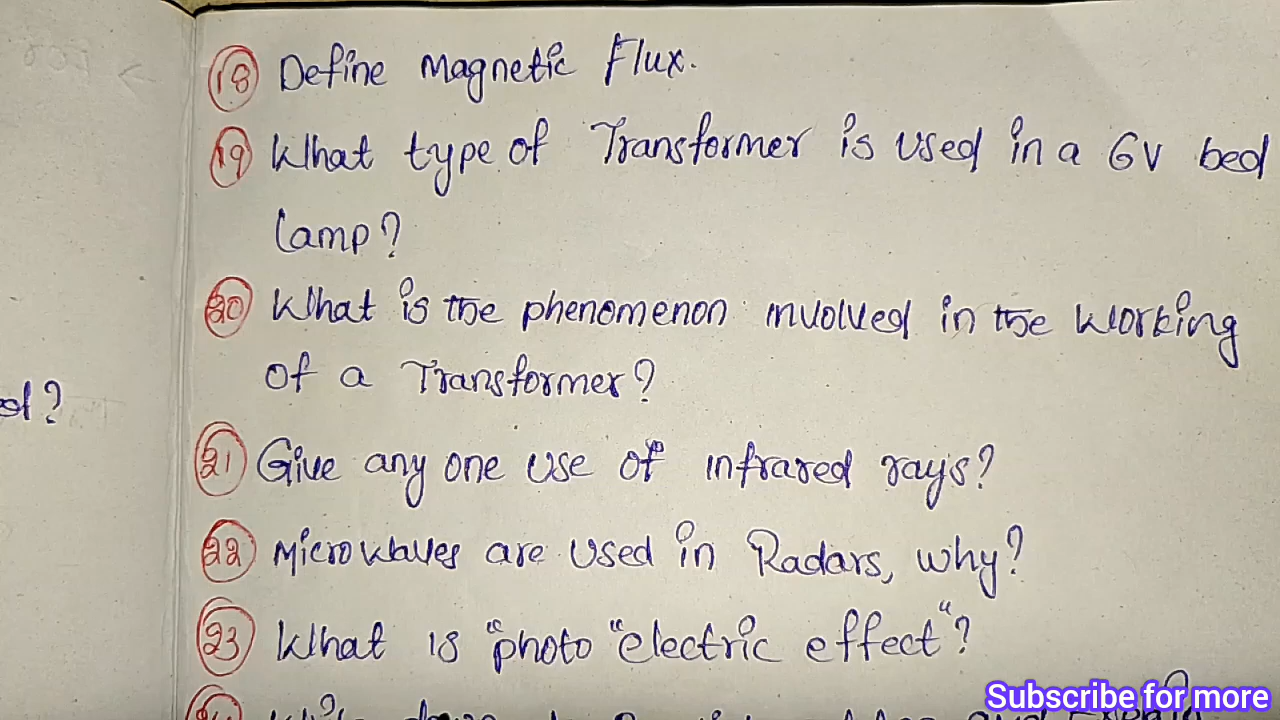 18 Define Magnetic Flux.
19 What type of Transformer is used in a 6V bed
lamp?
20 What is the phenomenon involved in the working
of a Transformer?
ol?
21 Give any one use of infrared rays?
22 Microwaves are used in Radars, why?
23 What is "photo "electric effect"?
Subscribe for more